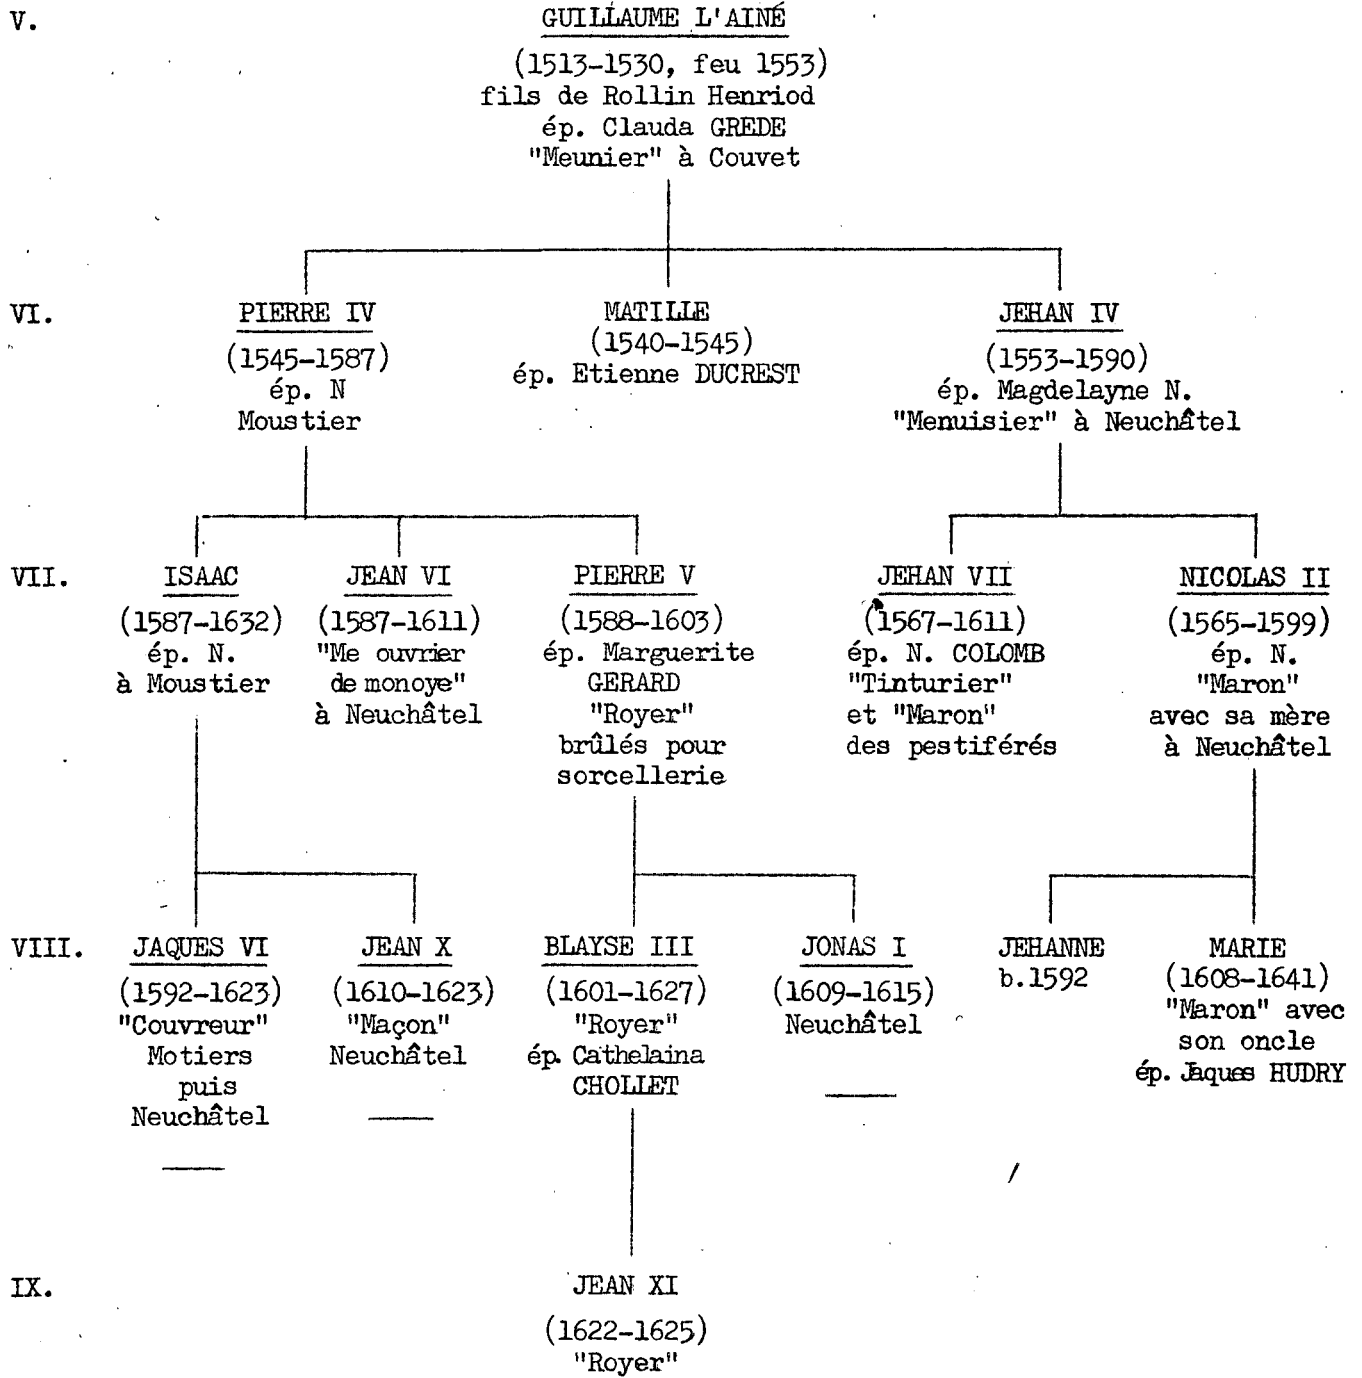 V.
GUILLAUME L'AINÉ
(1513-1530, feu 1553)
fils de Rollin Henriod
ép. Clauda GREDE
"Meunier" à Couvet
VI.
PIERRE IV
(1545-1587)
ép. N
Moustier
MATILLE
(1540-1545)
ép. Etienne DUCREST
JEHAN IV
(1553-1590)
ép. Magdelayne N.
"Menuisier" à Neuchâtel
VII.
ISAAC
(1587-1632)
ép. N.
à Moustier
JEAN VI
(1587-1611)
"Me ouvrier
de monoye"
à Neuchâtel
PIERRE V
(1588-1603)
ép. Marguerite
GERARD
"Royer"
brûlés pour
sorcellerie
JEHAN VII
(1567-1611)
ép. N. COLOMB
"Tinturier"
et "Maron"
des pestiférés
NICOLAS II
(1565-1599)
ép. N.
"Maron"
avec sa mère
à Neuchâtel
VIII.
JAQUES VI
(1592-1623)
"Couvreur"
Motiers
puis
Neuchâtel
JEAN X
(1610-1623)
"Maçon"
Neuchâtel
BLAYSE III
(1601-1627)
"Royer"
ép. Cathelaina
CHOLLET
JONAS I
(1609-1615)
Neuchâtel
JEHANNE
b.1592
MARIE
(1608-1641)
"Maron" avec
son oncle
ép. Jaques HUDRY
IX.
JEAN XI
(1622-1625)
"Royer"